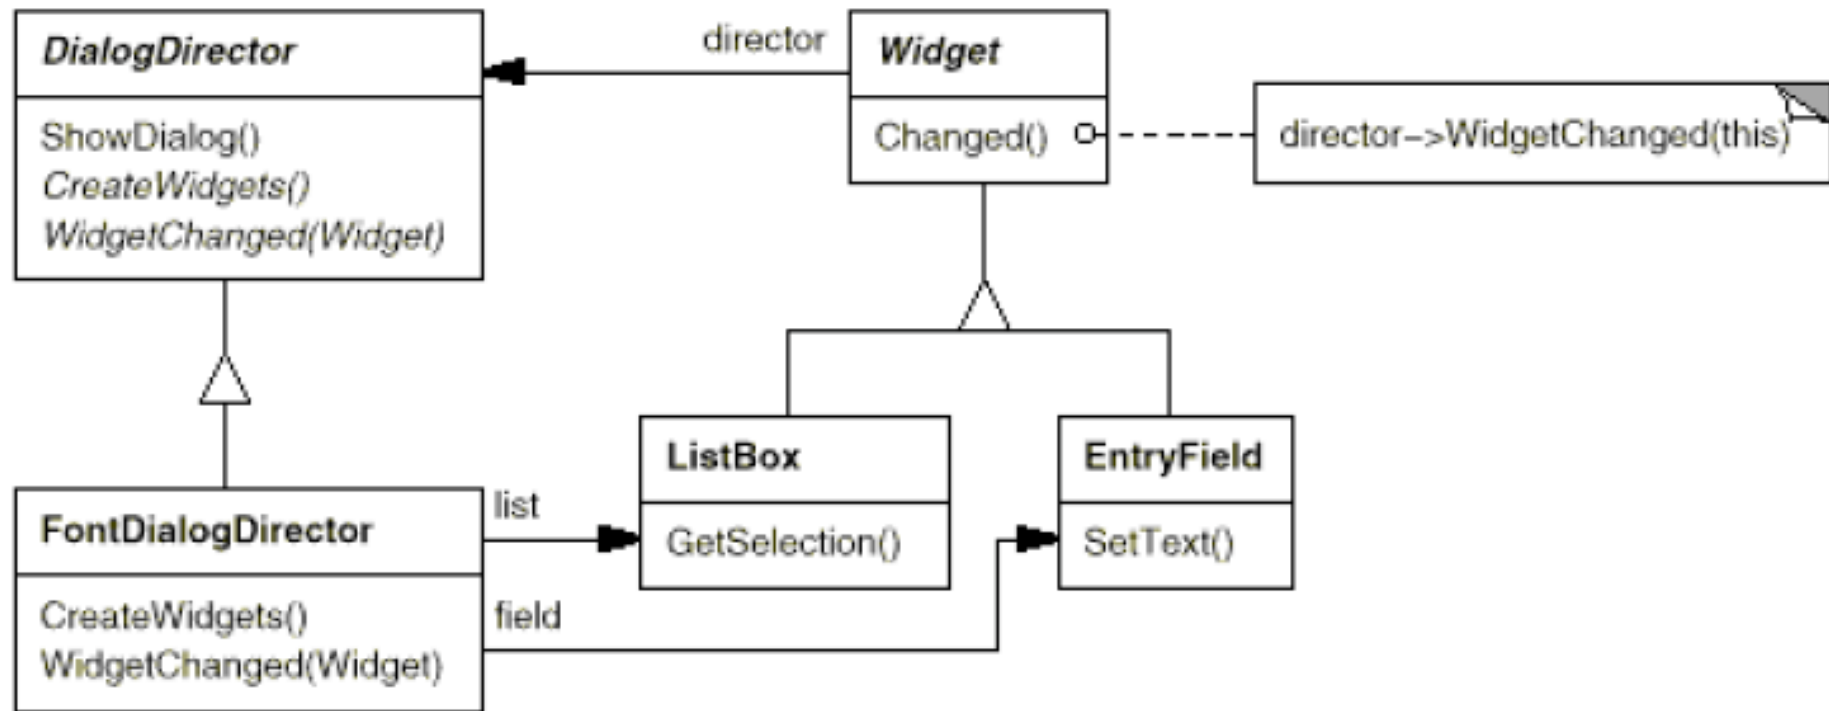 DialogDirector
ShowDialog()
CreateWidgets()
WidgetChanged(Widget)
director
Widget
Changed()
director–>WidgetChanged(this)
ListBox
GetSelection()
EntryField
SetText()
FontDialogDirector
CreateWidgets()
WidgetChanged(Widget)
list
field